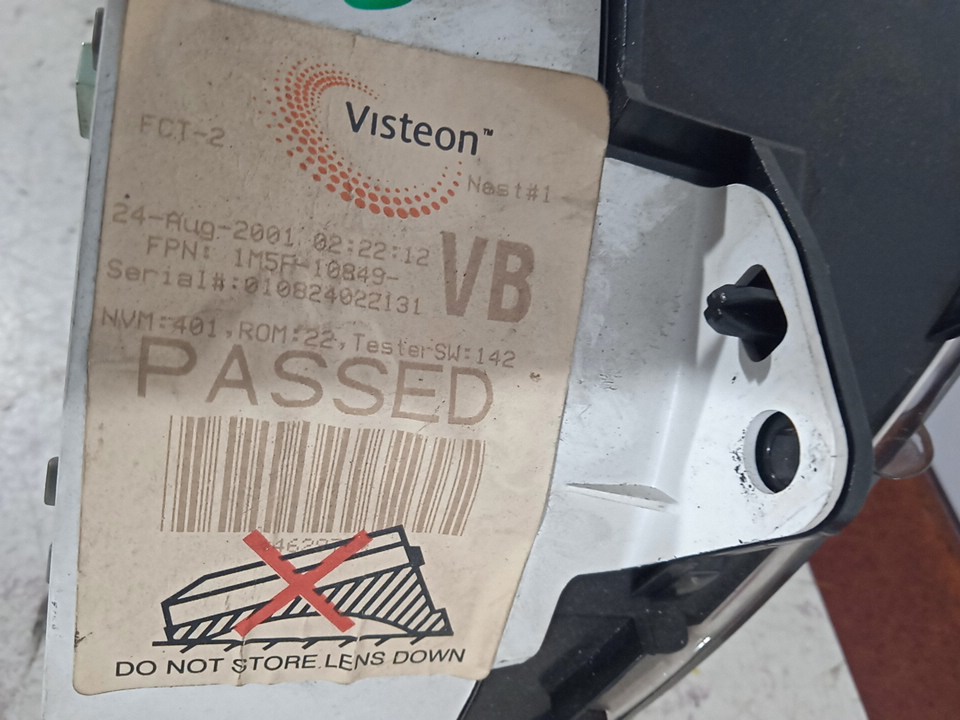 Visteon™
FCT-2
Nest#1
24-Aug-2001 02:22:12
FPN: 1M5F-10849-
VB
Serial#:010824022131
NVM:401,ROM:22,TesterSW:142
PASSED
DO NOT STORE LENS DOWN